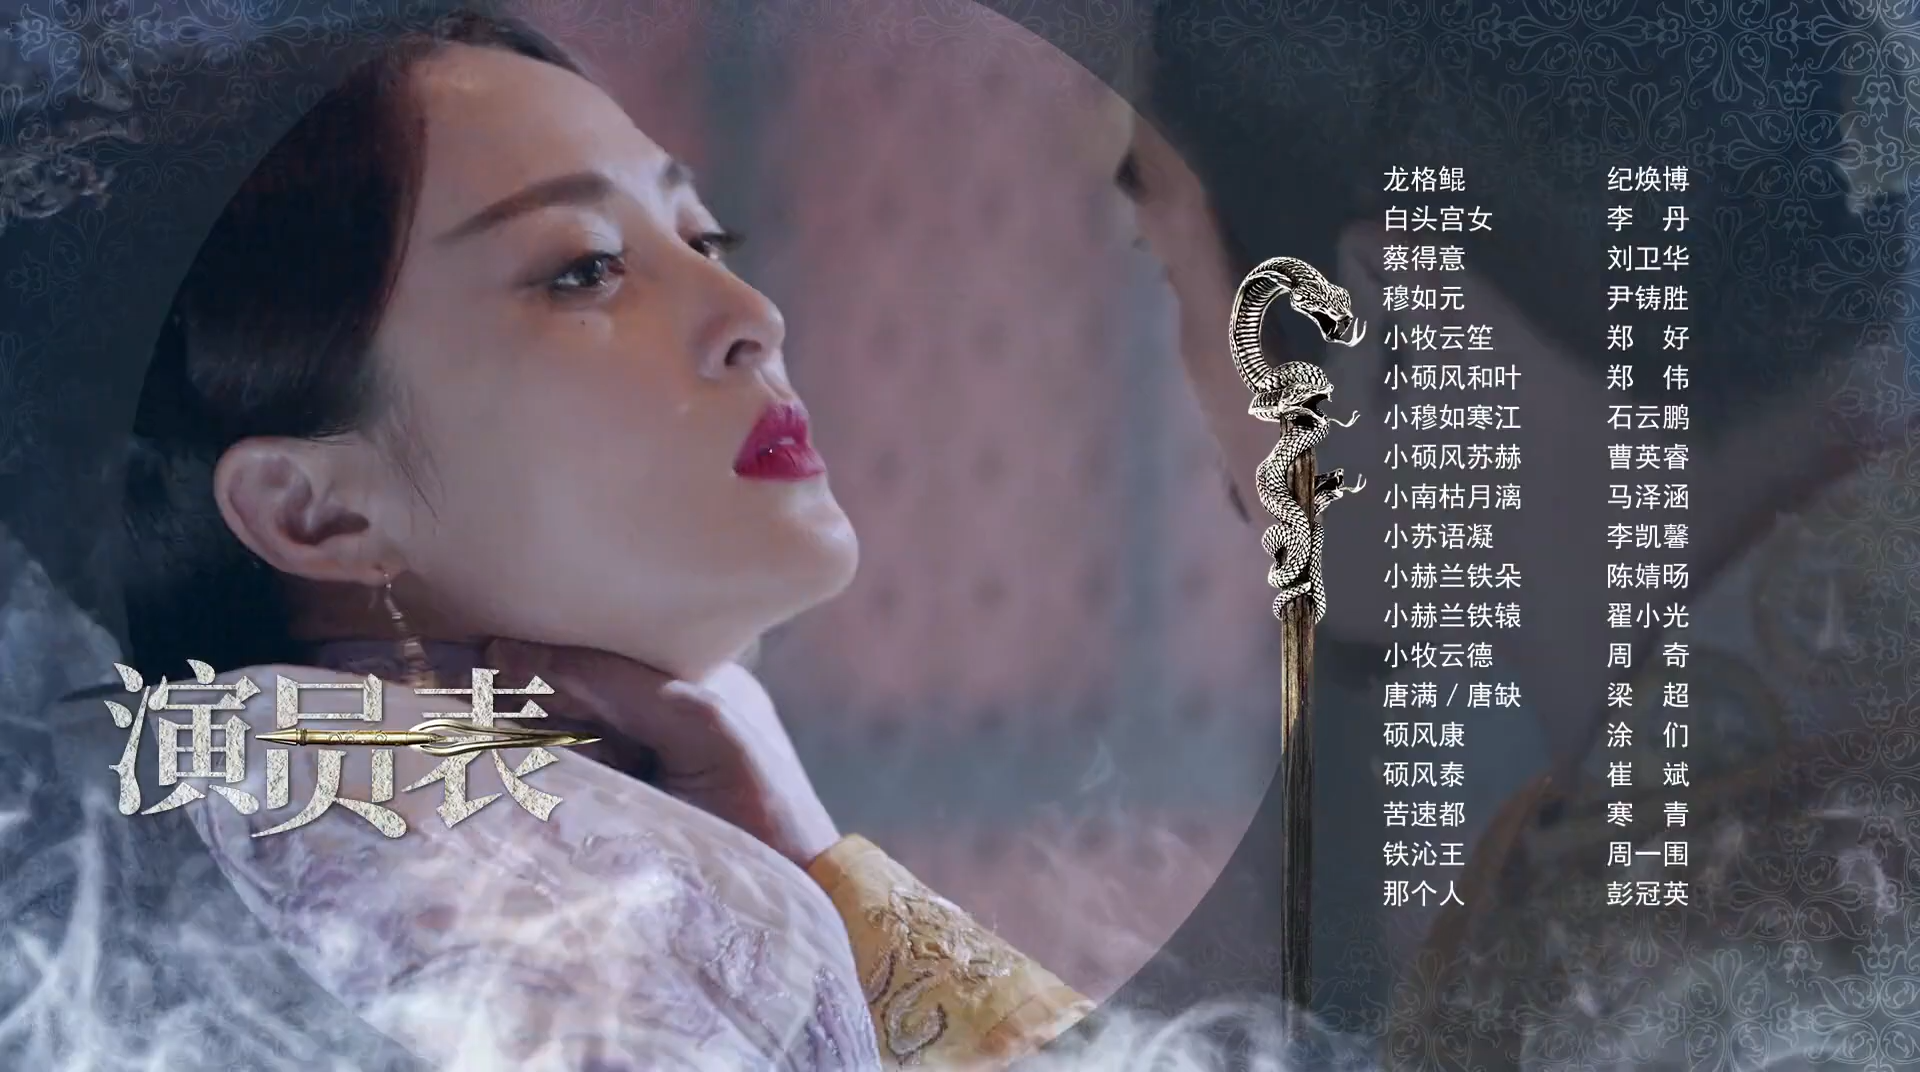 演员表
龙格鲲 纪焕博
白头宫女 李 丹
蔡得意 刘卫华
穆如元 尹铸胜
小牧云笙 郑 好
小硕风和叶 郑 伟
小穆如寒江 石云鹏
小硕风苏赫 曹英睿
小南枯月漓 马泽涵
小苏语凝 李凯馨
小赫兰铁朵 陈婧旸
小赫兰铁辕 翟小光
小牧云德 周 奇
唐满 / 唐缺 梁 超
硕风康 涂 们
硕风泰 崔 斌
苦速都 寒 青
铁沁王 周一围
那个人 彭冠英